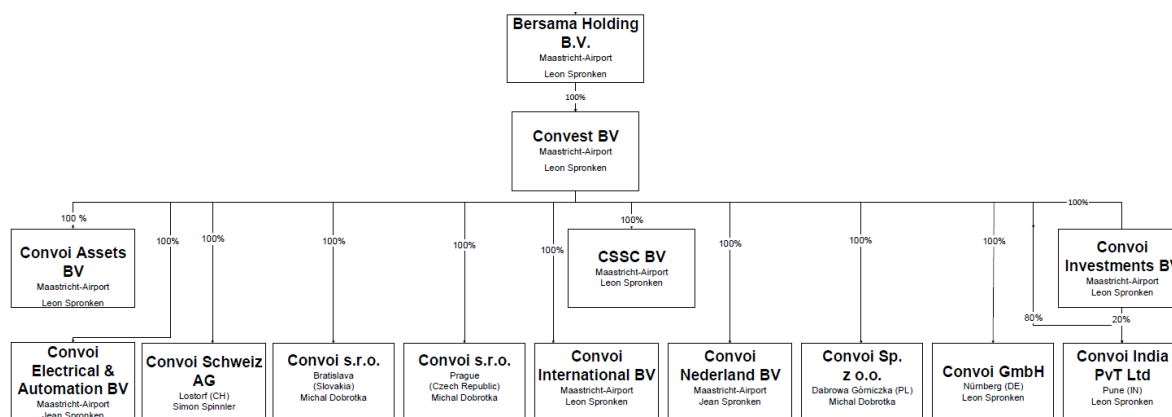 Bersama Holding
B.V.
Maastricht-Airport
Leon Spronken
100%
Convest BV
Maastricht-Airport
Leon Spronken
100 %
100%
100%
100%
100%
100%
100%
100%
100%
100%
100%
Convoi Assets
BV
Maastricht-Airport
Leon Spronken
CSSC BV
Maastricht-Airport
Leon Spronken
Convoi
Investments BV
Maastricht-Airport
Leon Spronken
80%
20%
Convoi
Electrical &
Automation BV
Maastricht-Airport
Jean Spronken
Convoi Schweiz
AG
Lostorf (CH)
Simon Spinnler
Convoi s.r.o.
Bratislava
(Slovakia)
Michal Dobrotka
Convoi s.r.o.
Prague
(Czech Republic)
Michal Dobrotka
Convoi
International BV
Maastricht-Airport
Leon Spronken
Convoi
Nederland BV
Maastricht-Airport
Jean Spronken
Convoi Sp.
z o.o.
Dabrowa Górniczka (PL)
Michal Dobrotka
Convoi GmbH
Nürnberg (DE)
Leon Spronken
Convoi India
PvT Ltd
Pune (IN)
Leon Spronken